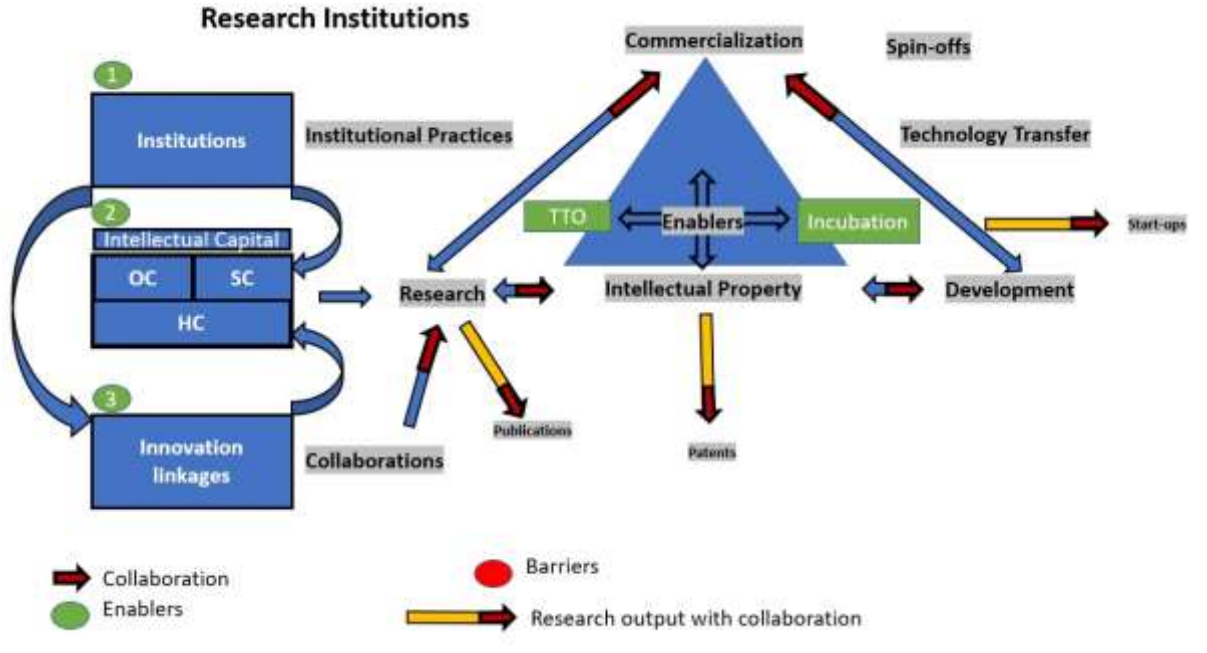 Research Institutions
Commercialization
Spin-offs
1
Institutions
Institutional Practices
Technology Transfer
2
Intellectual Capital
OC
SC
HC
TTO
Enablers
Incubation
Start-ups
Research
Intellectual Property
Development
3
Innovation
linkages
Collaborations
Publications
Patents
Collaboration
Barriers
Enablers
Research output with collaboration